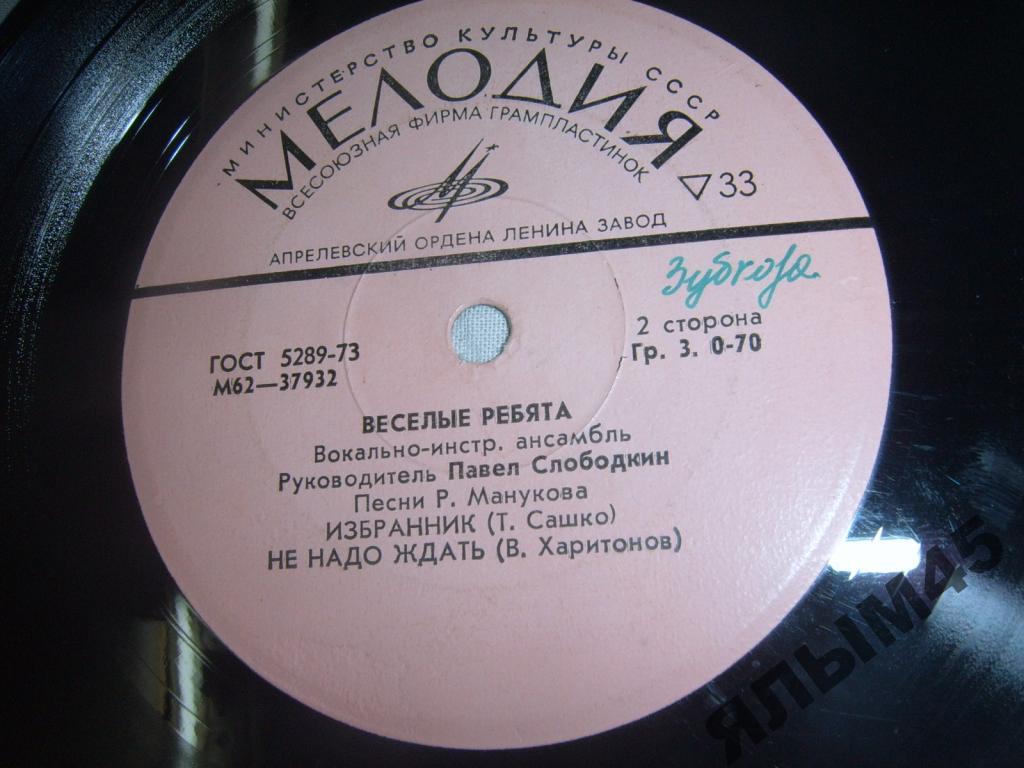 МИНИСТЕРСТВО КУЛЬТУРЫ СССР
МЕЛОДИЯ
ВСЕСОЮЗНАЯ ФИРМА ГРАМПЛАСТИНОК
33
АПРЕЛЕВСКИЙ ОРДЕНА ЛЕНИНА ЗАВОД
Зубкова
2 сторона
Гр. 3. 0-70
ГОСТ 5289-73
М62—37932
ВЕСЕЛЫЕ РЕБЯТА
Вокально-инстр. ансамбль
Руководитель Павел Слободкин
Песни Р. Манукова
ИЗБРАННИК (Т. Сашко)
НЕ НАДО ЖДАТЬ (В. Харитонов)
ЯЛЫМ45